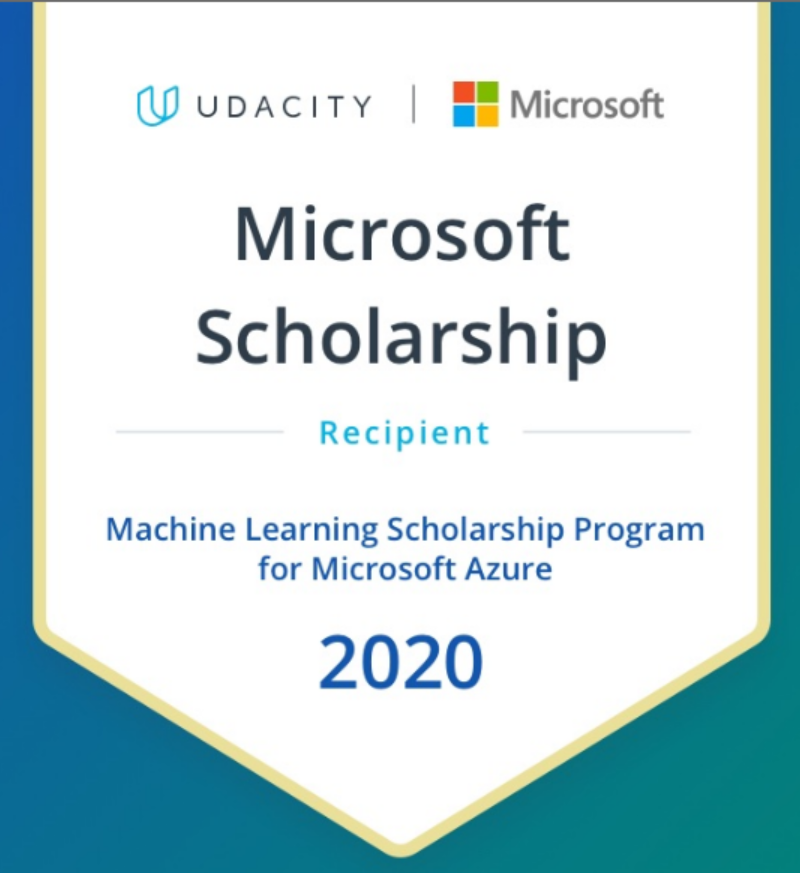 UDACITY | Microsoft
Microsoft
Scholarship
Recipient
Machine Learning Scholarship Program
for Microsoft Azure
2020